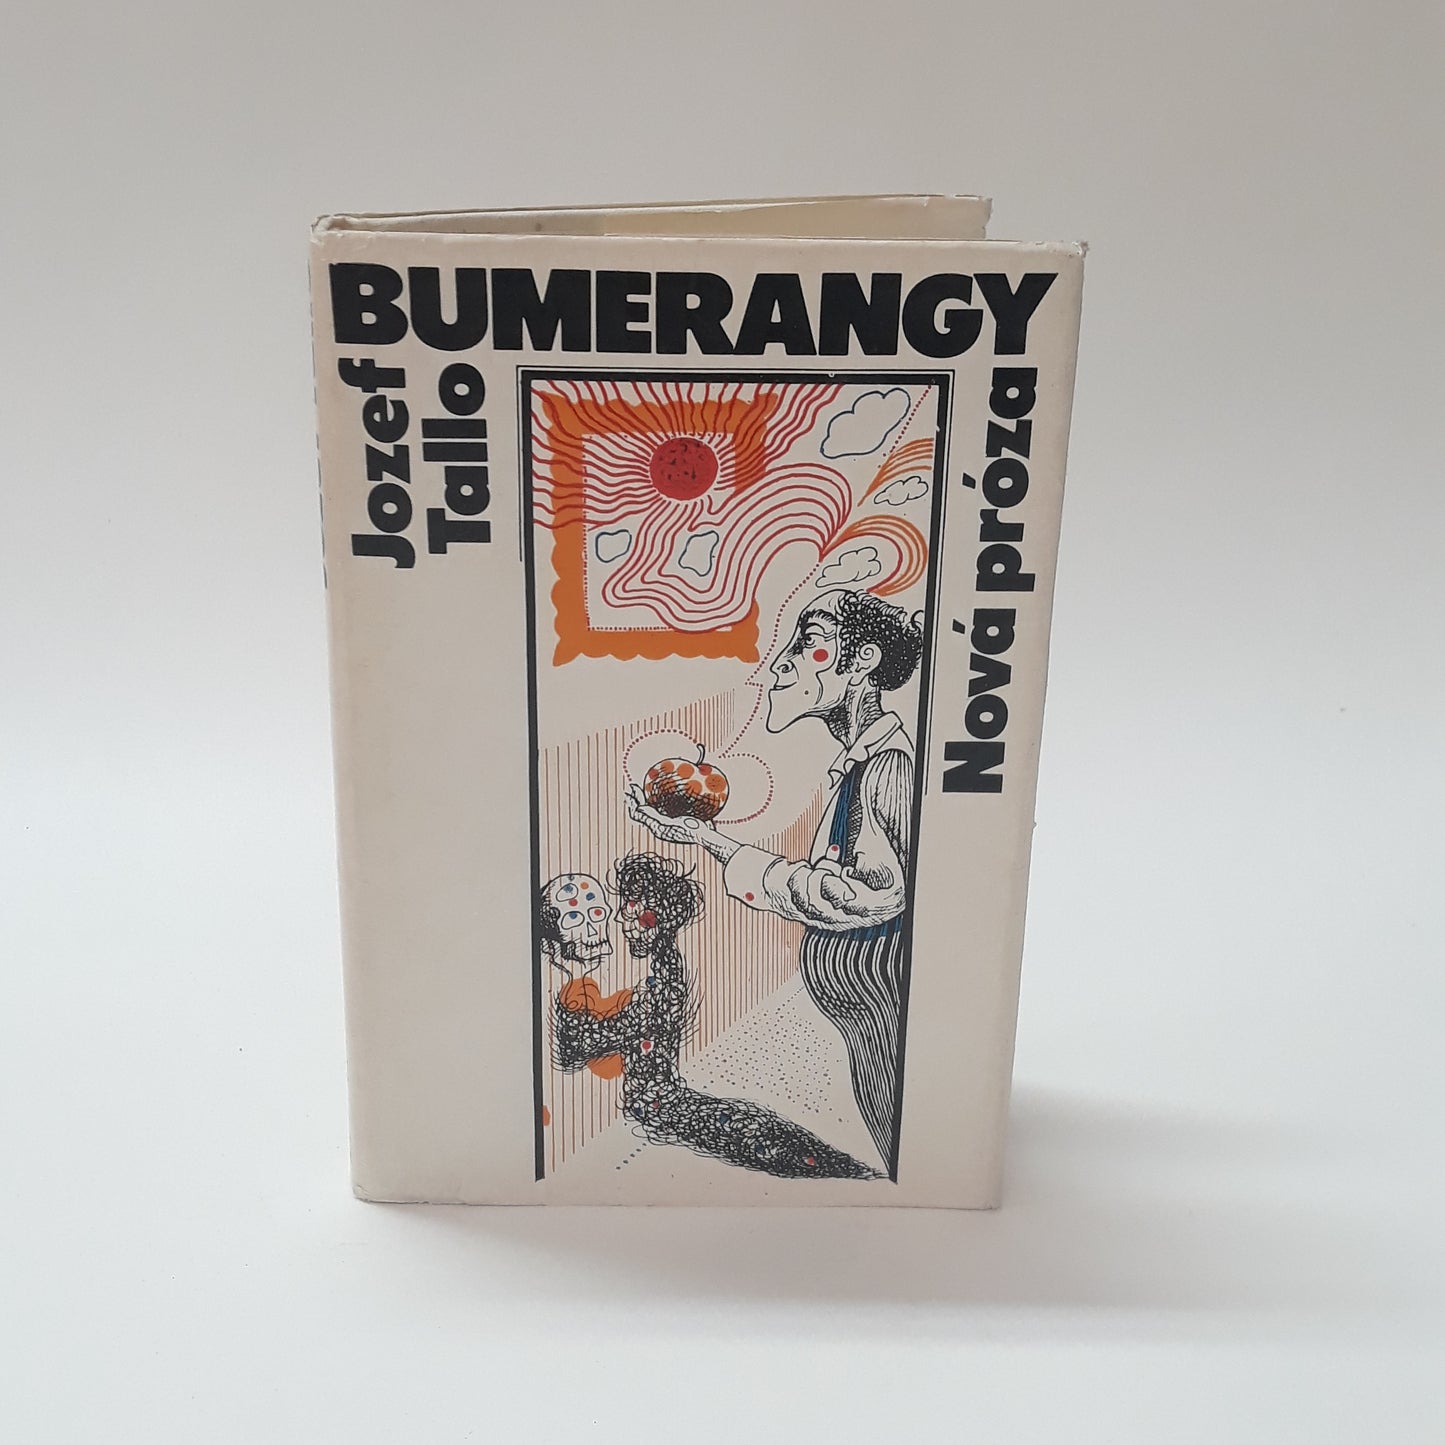 BUMERANGY
Jozef
Tallo
Nová próza